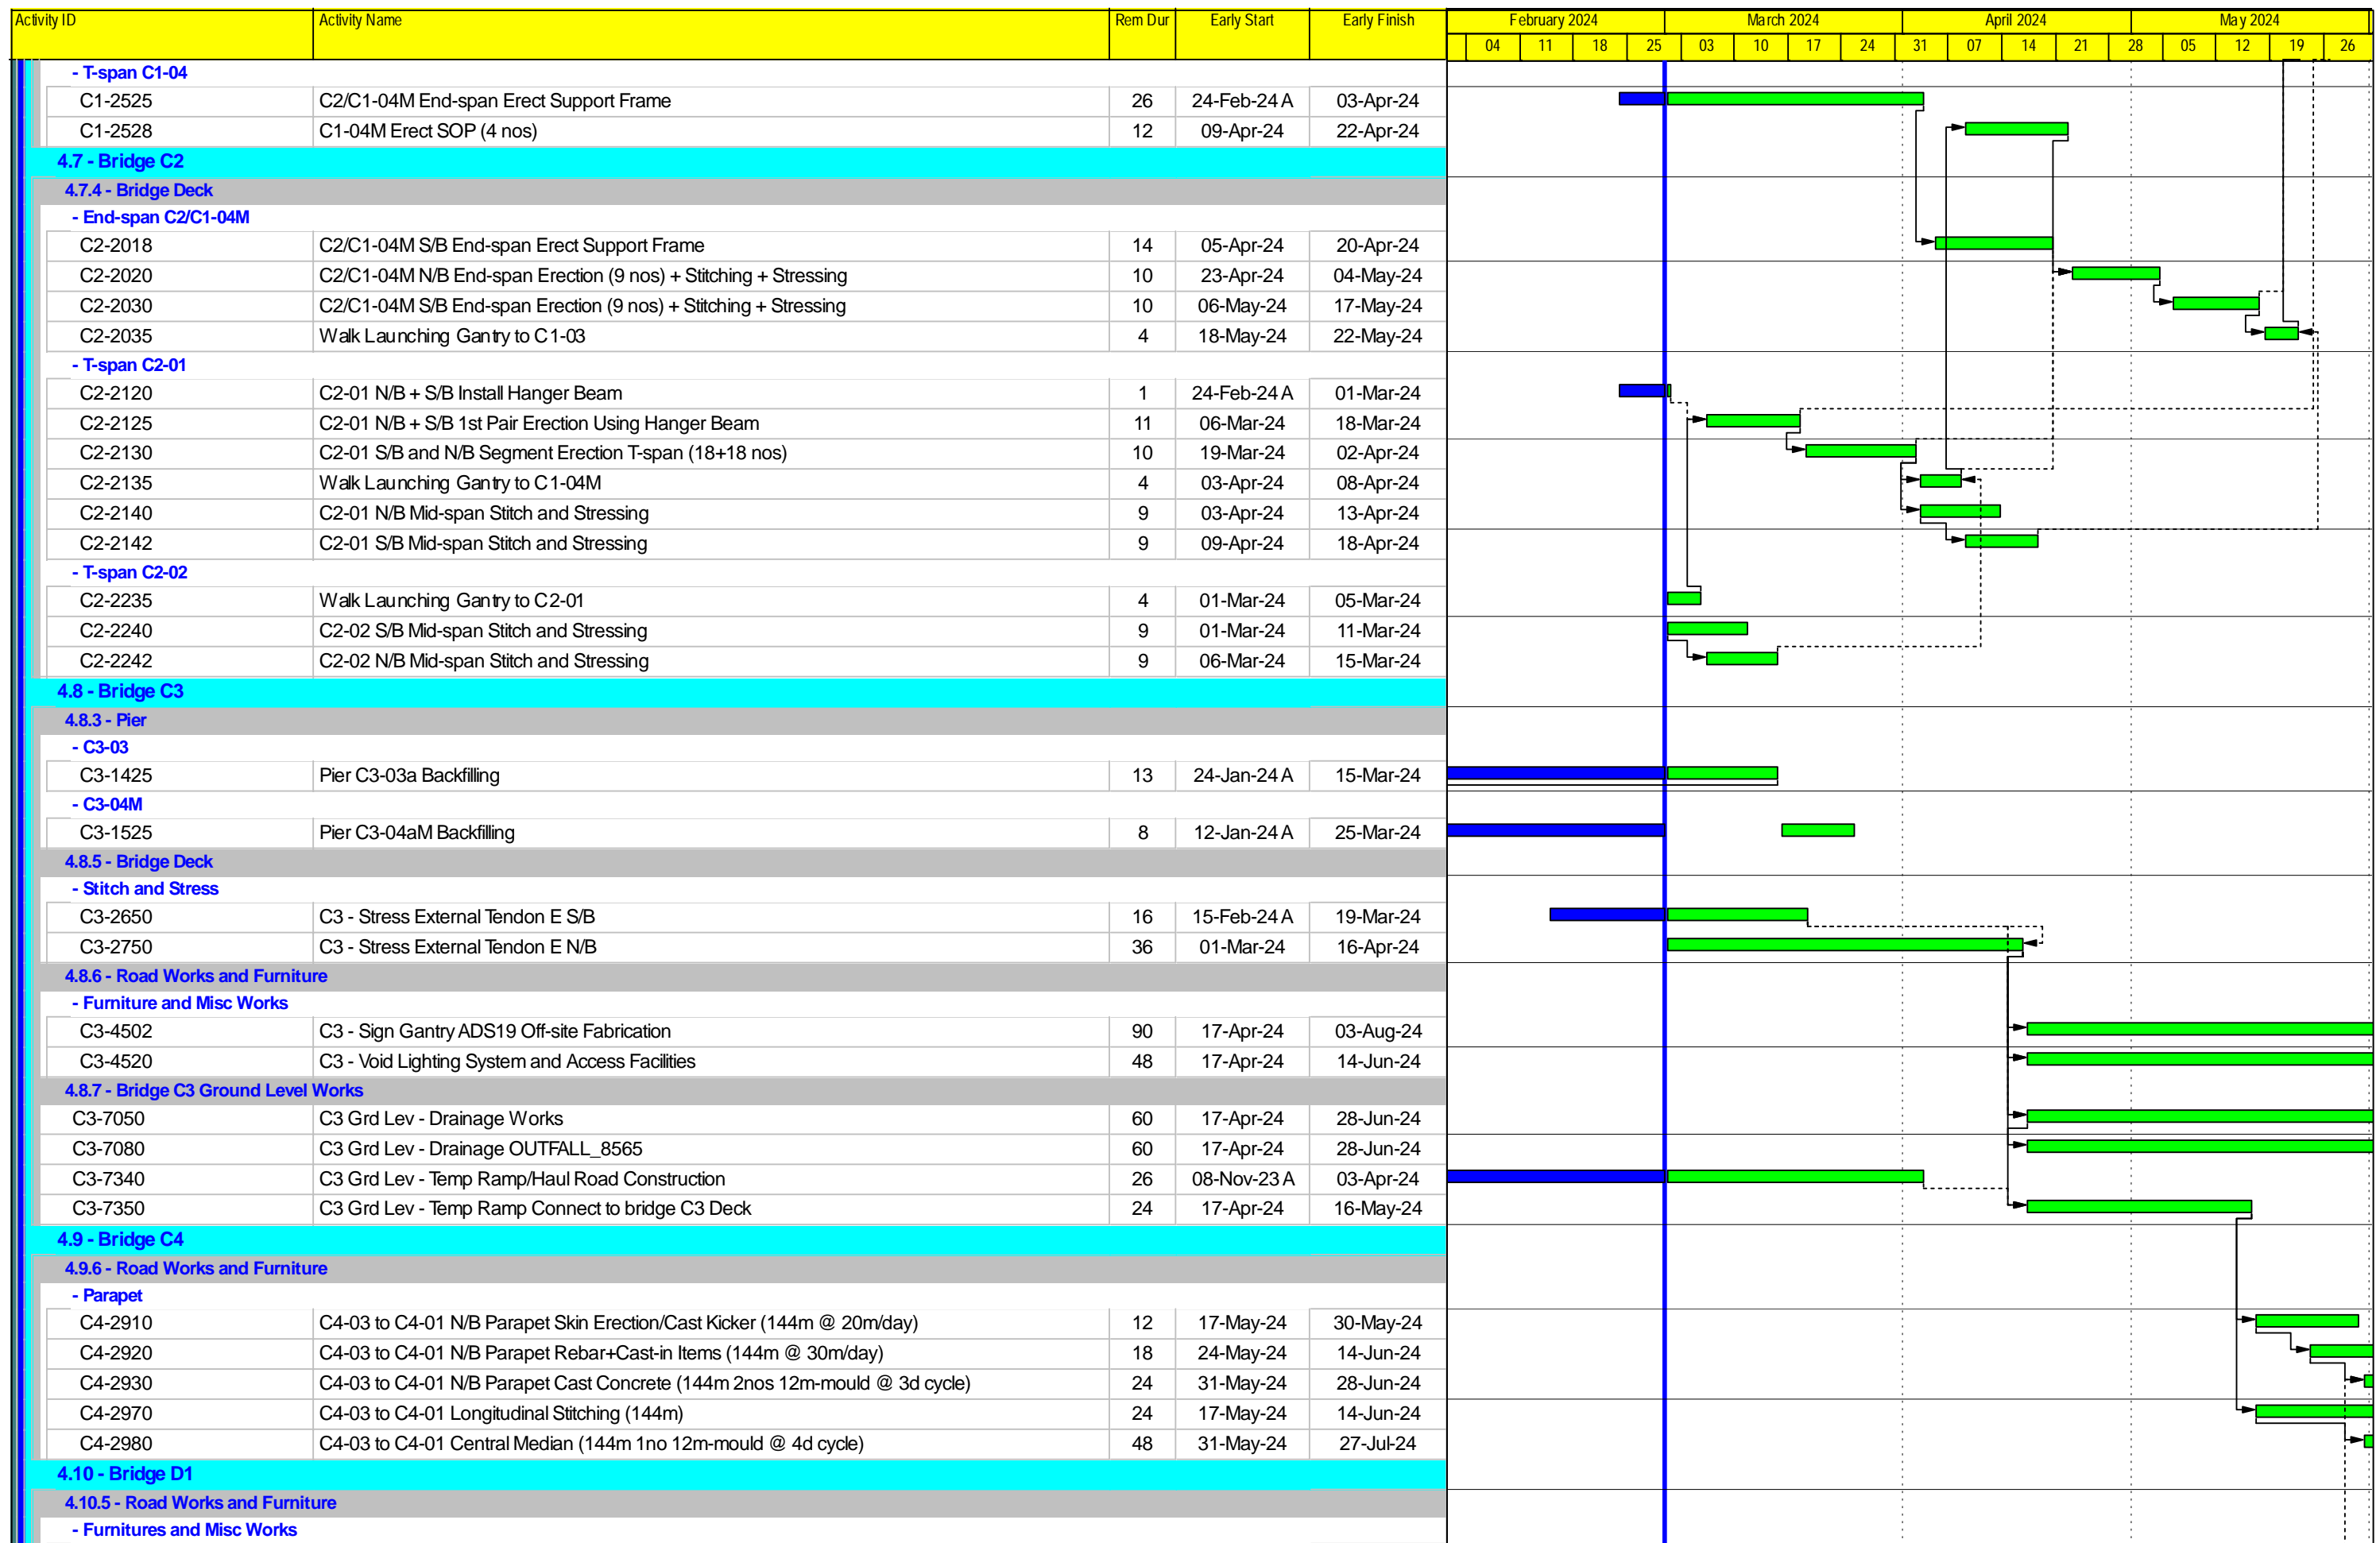 Activity ID Activity Name Rem Dur Early Start Early Finish February 2024 March 2024 April 2024 May 2024
04 11 18 25 03 10 17 24 31 07 14 21 28 05 12 19 26
- T-span C1-04
C1-2525 C2/C1-04M End-span Erect Support Frame 26 24-Feb-24 A 03-Apr-24
C1-2528 C1-04M Erect SOP (4 nos) 12 09-Apr-24 22-Apr-24
4.7 - Bridge C2
4.7.4 - Bridge Deck
- End-span C2/C1-04M
C2-2018 C2/C1-04M S/B End-span Erect Support Frame 14 05-Apr-24 20-Apr-24
C2-2020 C2/C1-04M N/B End-span Erection (9 nos) + Stitching + Stressing 10 23-Apr-24 04-May-24
C2-2030 C2/C1-04M S/B End-span Erection (9 nos) + Stitching + Stressing 10 06-May-24 17-May-24
C2-2035 Walk Launching Gantry to C1-03 4 18-May-24 22-May-24
- T-span C2-01
C2-2120 C2-01 N/B + S/B Install Hanger Beam 1 24-Feb-24 A 01-Mar-24
C2-2125 C2-01 N/B + S/B 1st Pair Erection Using Hanger Beam 11 06-Mar-24 18-Mar-24
C2-2130 C2-01 S/B and N/B Segment Erection T-span (18+18 nos) 10 19-Mar-24 02-Apr-24
C2-2135 Walk Launching Gantry to C1-04M 4 03-Apr-24 08-Apr-24
C2-2140 C2-01 N/B Mid-span Stitch and Stressing 9 03-Apr-24 13-Apr-24
C2-2142 C2-01 S/B Mid-span Stitch and Stressing 9 09-Apr-24 18-Apr-24
- T-span C2-02
C2-2235 Walk Launching Gantry to C2-01 4 01-Mar-24 05-Mar-24
C2-2240 C2-02 S/B Mid-span Stitch and Stressing 9 01-Mar-24 11-Mar-24
C2-2242 C2-02 N/B Mid-span Stitch and Stressing 9 06-Mar-24 15-Mar-24
4.8 - Bridge C3
4.8.3 - Pier
- C3-03
C3-1425 Pier C3-03a Backfilling 13 24-Jan-24 A 15-Mar-24
- C3-04M
C3-1525 Pier C3-04aM Backfilling 8 12-Jan-24 A 25-Mar-24
4.8.5 - Bridge Deck
- Stitch and Stress
C3-2650 C3 - Stress External Tendon E S/B 16 15-Feb-24 A 19-Mar-24
C3-2750 C3 - Stress External Tendon E N/B 36 01-Mar-24 16-Apr-24
4.8.6 - Road Works and Furniture
- Furniture and Misc Works
C3-4502 C3 - Sign Gantry ADS19 Off-site Fabrication 90 17-Apr-24 03-Aug-24
C3-4520 C3 - Void Lighting System and Access Facilities 48 17-Apr-24 14-Jun-24
4.8.7 - Bridge C3 Ground Level Works
C3-7050 C3 Grd Lev - Drainage Works 60 17-Apr-24 28-Jun-24
C3-7080 C3 Grd Lev - Drainage OUTFALL_8565 60 17-Apr-24 28-Jun-24
C3-7340 C3 Grd Lev - Temp Ramp/Haul Road Construction 26 08-Nov-23 A 03-Apr-24
C3-7350 C3 Grd Lev - Temp Ramp Connect to bridge C3 Deck 24 17-Apr-24 16-May-24
4.9 - Bridge C4
4.9.6 - Road Works and Furniture
- Parapet
C4-2910 C4-03 to C4-01 N/B Parapet Skin Erection/Cast Kicker (144m @ 20m/day) 12 17-May-24 30-May-24
C4-2920 C4-03 to C4-01 N/B Parapet Rebar+Cast-in Items (144m @ 30m/day) 18 24-May-24 14-Jun-24
C4-2930 C4-03 to C4-01 N/B Parapet Cast Concrete (144m 2nos 12m-mould @ 3d cycle) 24 31-May-24 28-Jun-24
C4-2970 C4-03 to C4-01 Longitudinal Stitching (144m) 24 17-May-24 14-Jun-24
C4-2980 C4-03 to C4-01 Central Median (144m 1no 12m-mould @ 4d cycle) 48 31-May-24 27-Jul-24
4.10 - Bridge D1
4.10.5 - Road Works and Furniture
- Furnitures and Misc Works